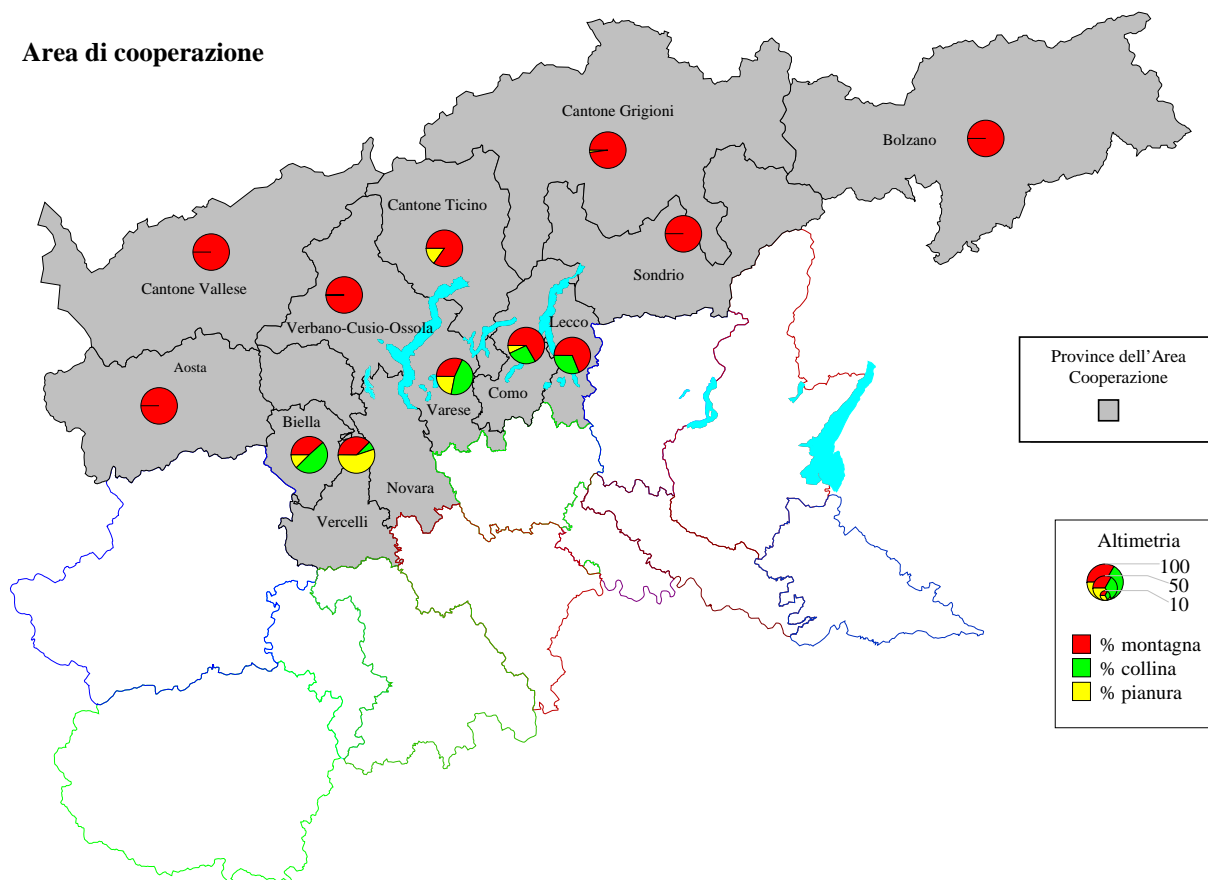 Area di cooperazione
Cantone Grigioni
Bolzano
Cantone Ticino
Sondrio
Cantone Vallese
Verbano-Cusio-Ossola
Lecco
Aosta
Como
Varese
Biella
Novara
Vercelli
Province dell'Area
Cooperazione
Altimetria
100
50
10
% montagna
% collina
% pianura